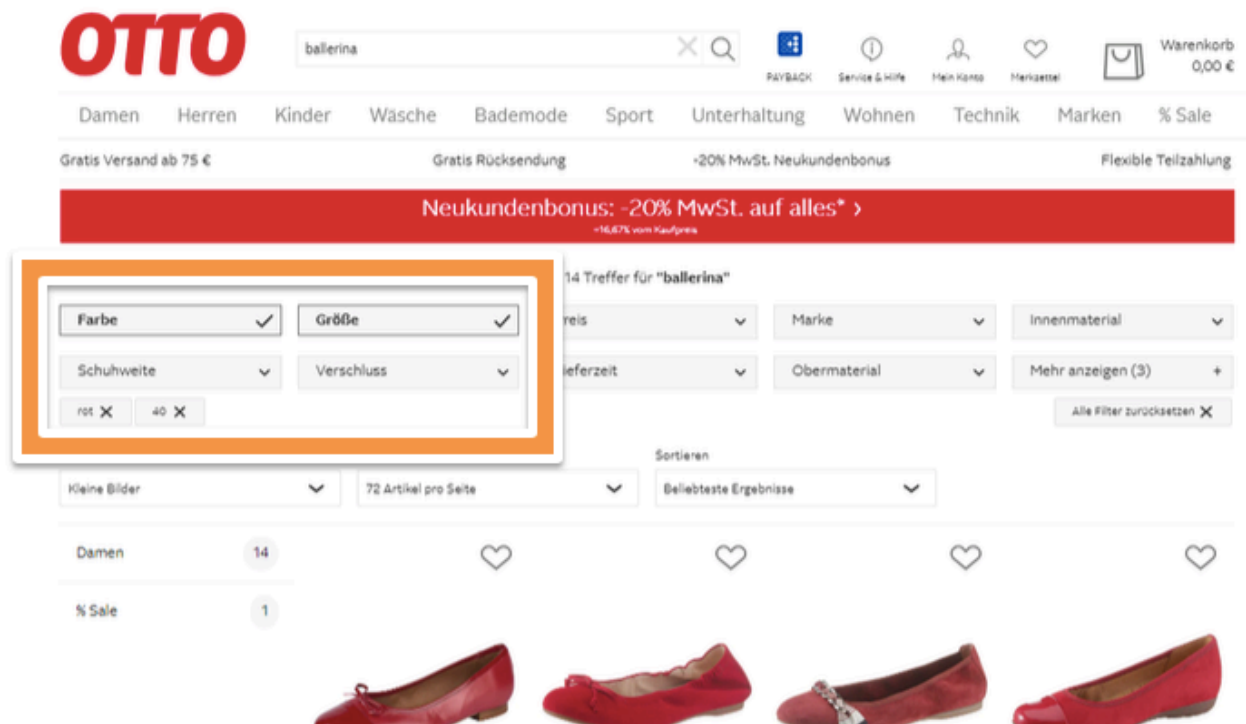 OTTO
ballerina
PAYBACK
Service & Hilfe
Mein Konto
Merkzettel
Warenkorb
0,00 €
Damen Herren Kinder Wäsche Bademode Sport Unterhaltung Wohnen Technik Marken % Sale
Gratis Versand ab 75 € Gratis Rücksendung -20% MwSt. Neukundenbonus Flexible Teilzahlung
Neukundenbonus: -20% MwSt. auf alles* >
=16,67% vom Kaufpreis
14 Treffer für "ballerina"
Farbe Größe reis Marke Innenmaterial
Schuhweite Verschluss ieferzeit Obermaterial Mehr anzeigen (3) +
rot 40 Alle Filter zurücksetzen
Sortieren
Kleine Bilder 72 Artikel pro Seite Beliebteste Ergebnisse
Damen 14
% Sale 1